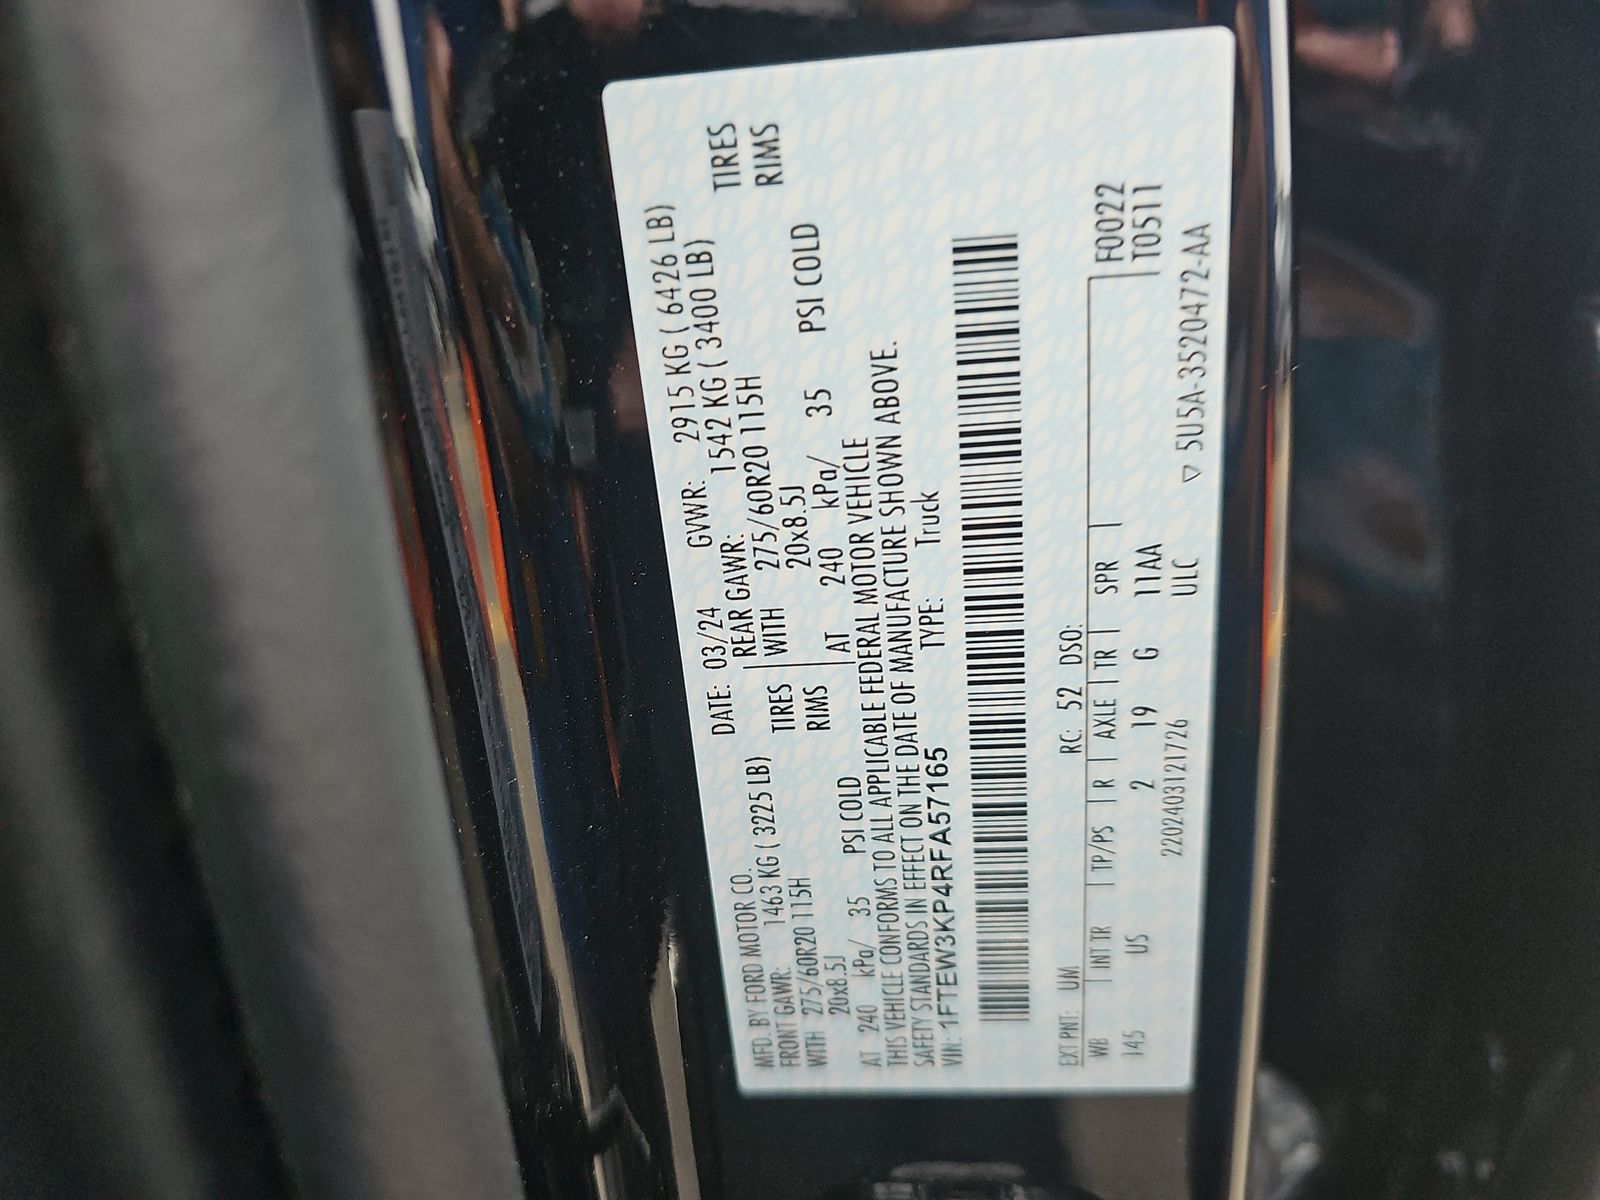 MFD. BY FORD MOTOR CO.
DATE: 03/24 GVWR: 2915 KG ( 6426 LB)
FRONT GAWR: 1463 KG ( 3225 LB)
REAR GAWR: 1542 KG ( 3400 LB)
WITH 275/60R20 115H TIRES
WITH 275/60R20 115H TIRES
20x8.5J RIMS
20x8.5J RIMS
AT 240 kPa/ 35 PSI COLD
AT 240 kPa/ 35 PSI COLD
THIS VEHICLE CONFORMS TO ALL APPLICABLE FEDERAL MOTOR VEHICLE
SAFETY STANDARDS IN EFFECT ON THE DATE OF MANUFACTURE SHOWN ABOVE.
VIN: 1FTEW3KP4RFA57165 TYPE: Truck
EXT PNT: UM RC: 52 DSO:
WB INT TR TP/PS R AXLE TR SPR F0022
145 US 2 19 G 11AA T0511
ULC
2202403121726
▽ 5U5A-3520472-AA